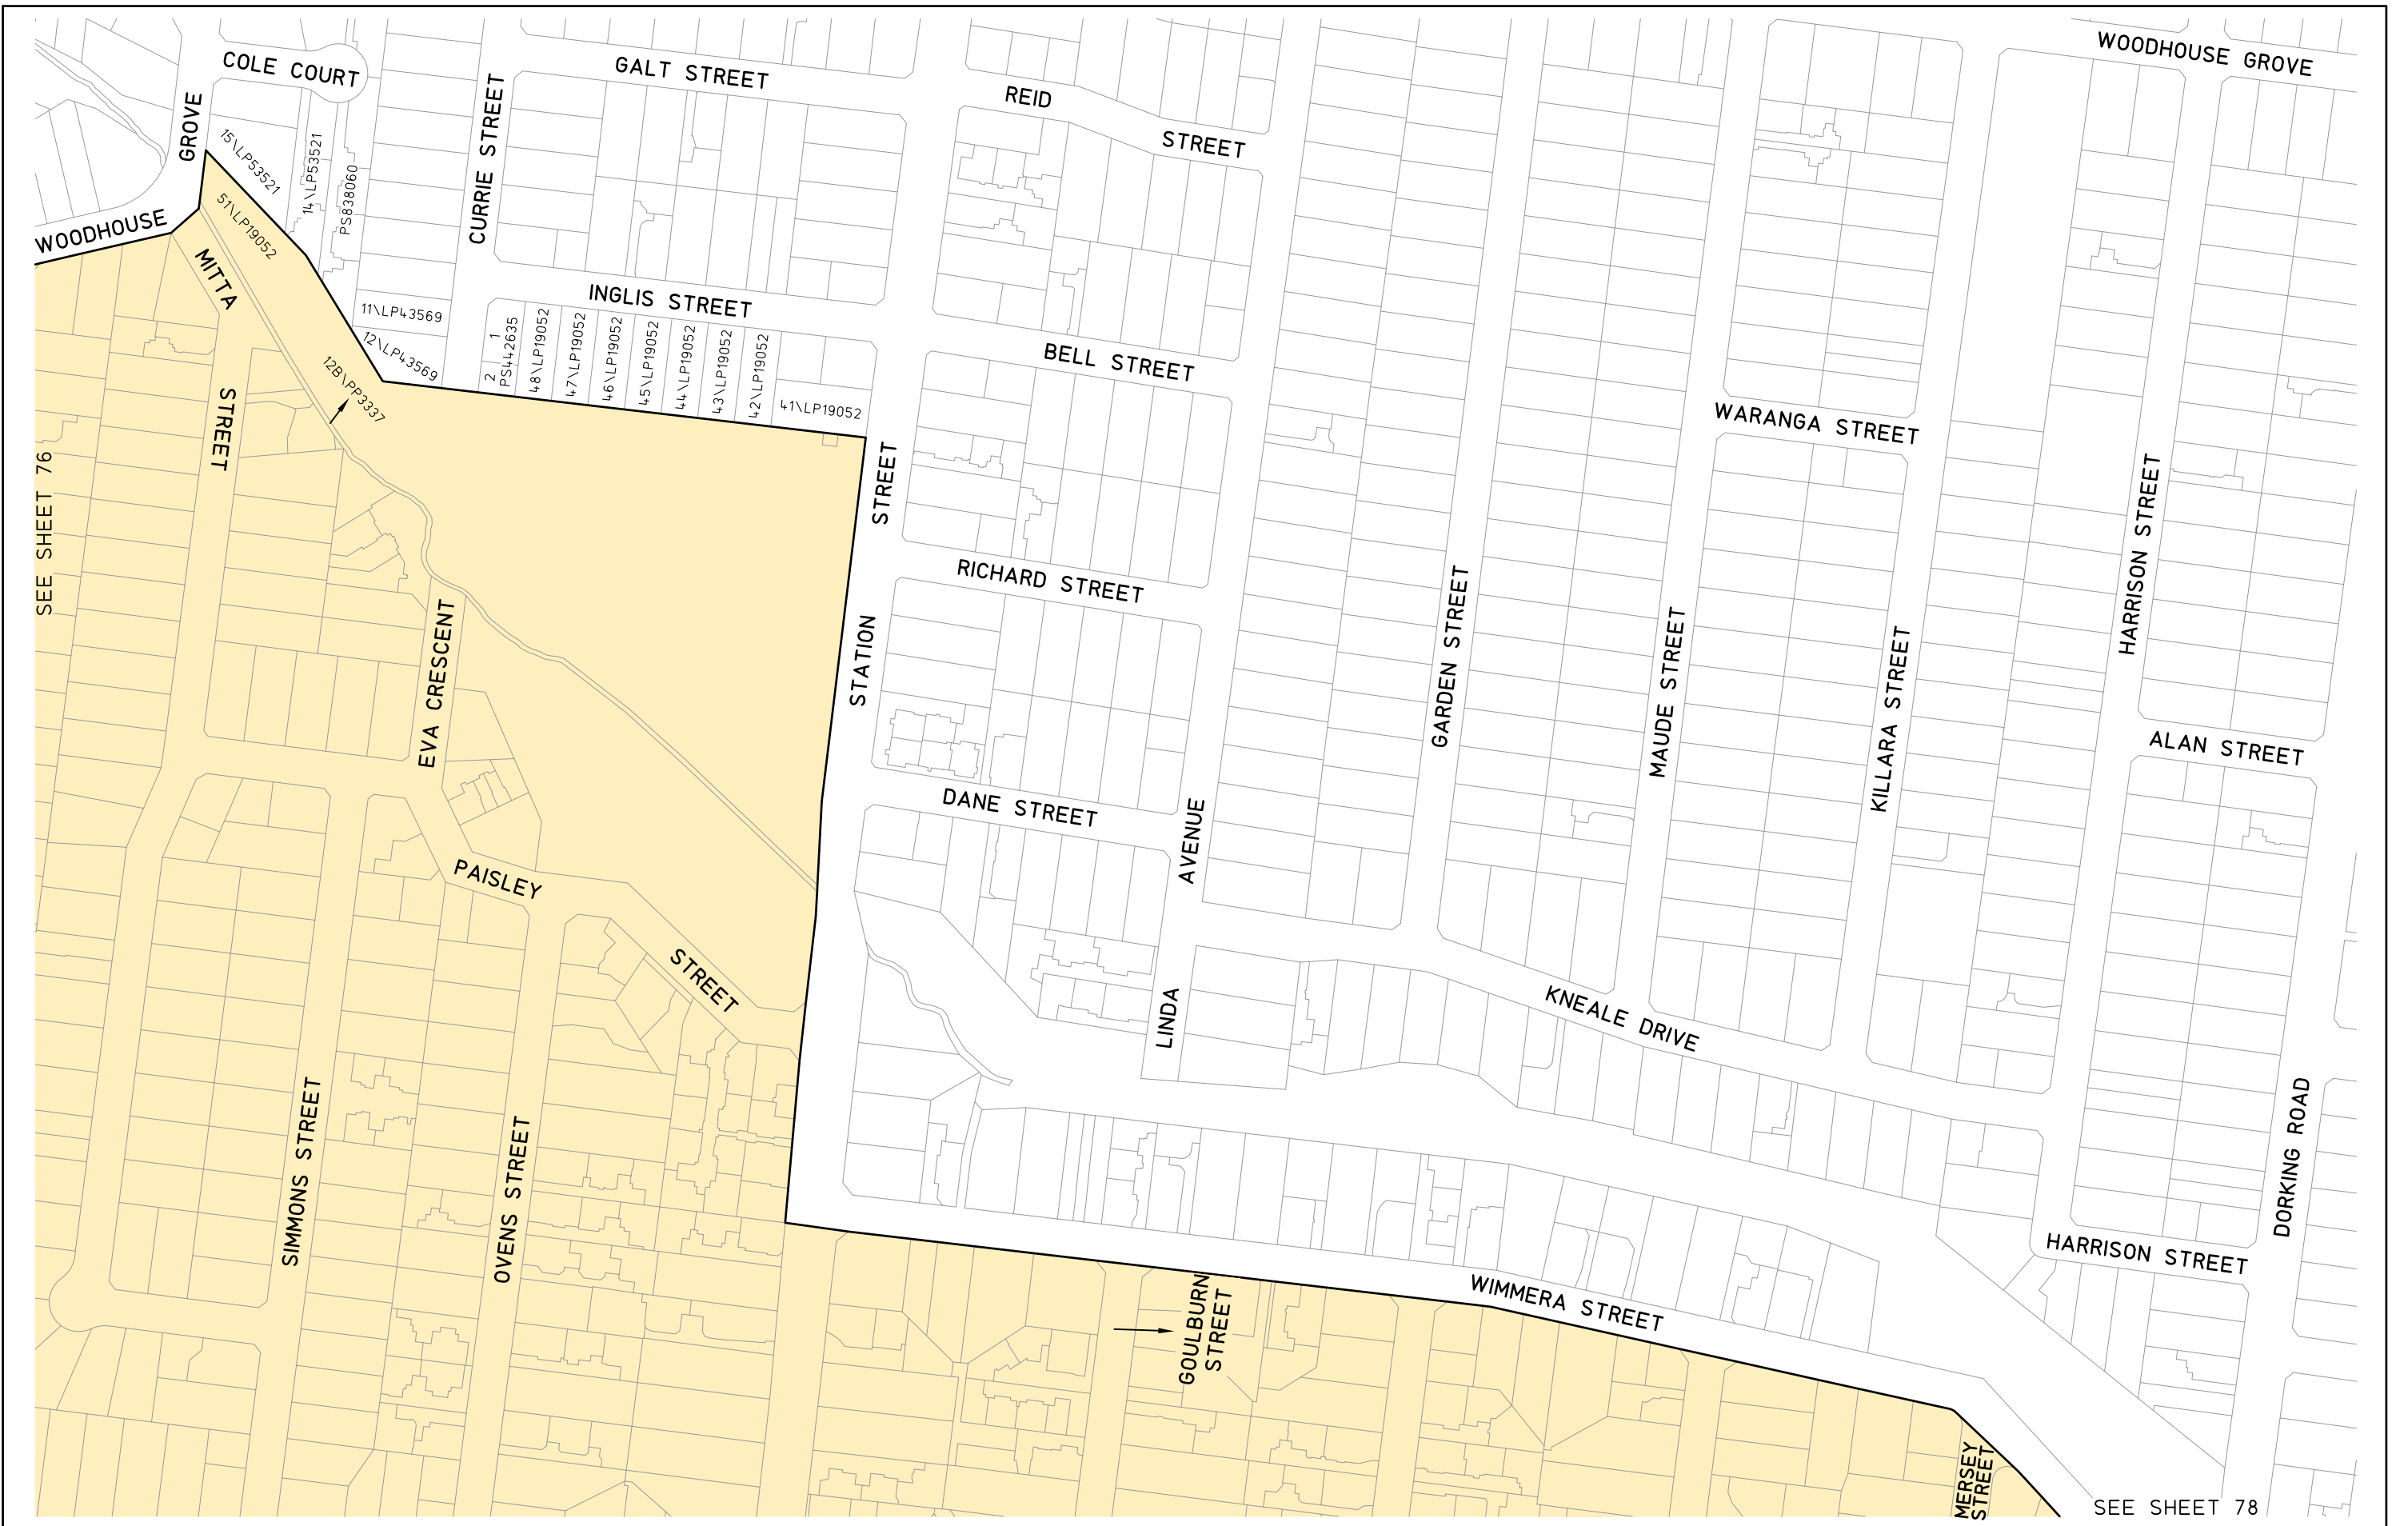 COLE COURT
GALT STREET
WOODHOUSE GROVE
REID
STREET
GROVE
CURRIE STREET
15\LP53521
14\LP53521
PS838060
51\LP19052
WOODHOUSE
MITTA
STREET
INGLIS STREET
11\LP43569
12\LP43569
12B\PP3337
1
2
PS442635
48\LP19052
47\LP19052
46\LP19052
45\LP19052
44\LP19052
43\LP19052
42\LP19052
41\LP19052
BELL STREET
WARANGA STREET
SEE SHEET 76
STATION
STREET
RICHARD STREET
EVA CRESCENT
GARDEN STREET
MAUDE STREET
KILLARA STREET
HARRISON STREET
ALAN STREET
DANE STREET
LINDA
AVENUE
PAISLEY
STREET
KNEALE DRIVE
SIMMONS STREET
OVENS STREET
DORKING ROAD
HARRISON STREET
WIMMERA STREET
GOULBURN
STREET
MERSEY
STREET
SEE SHEET 78